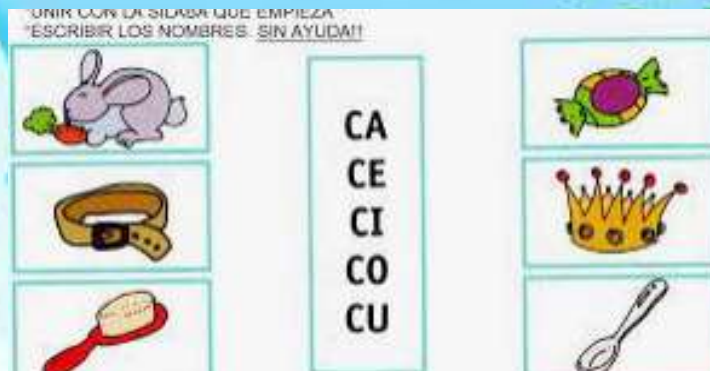 *UNIR CON LA SILABA QUE EMPIEZA
*ESCRIBIR LOS NOMBRES. SIN AYUDA!!
CA
CE
CI
CO
CU